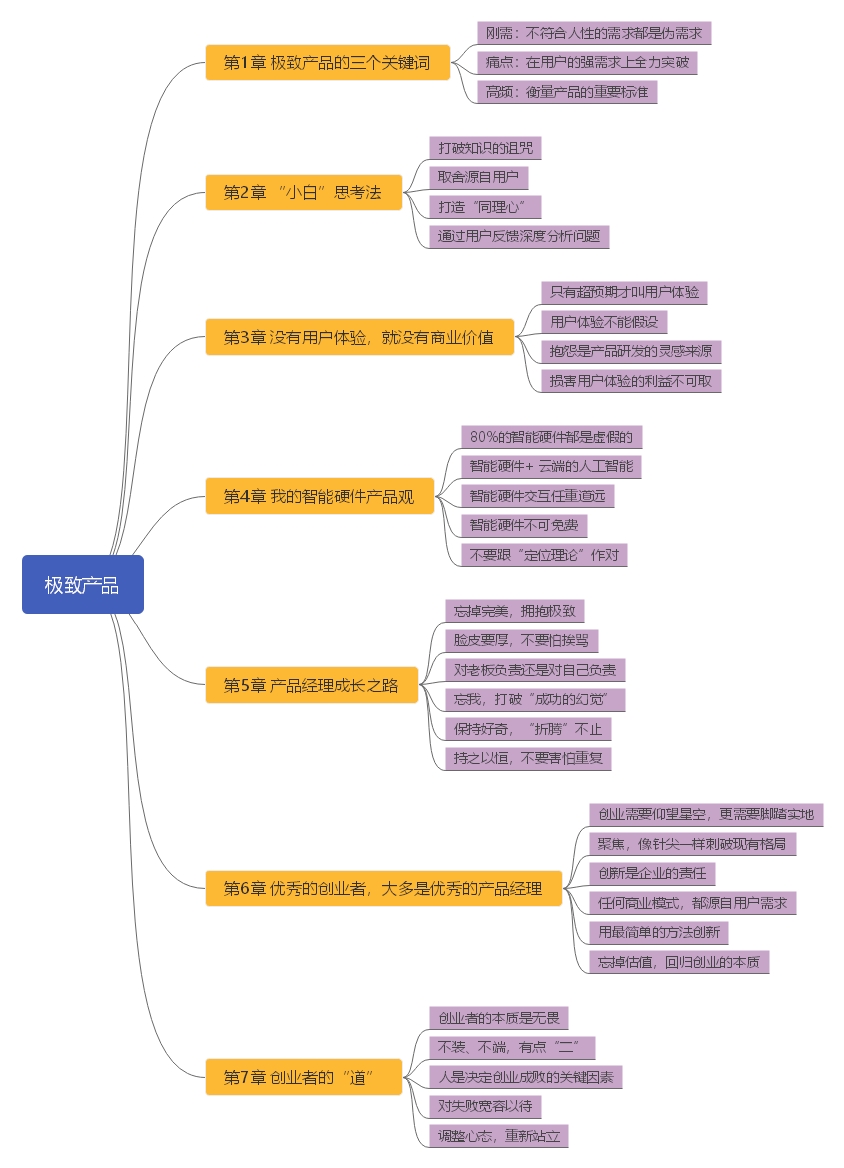 极致产品
第1章 极致产品的三个关键词
刚需：不符合人性的需求都是伪需求
痛点：在用户的强需求上全力突破
高频：衡量产品的重要标准
第2章 “小白”思考法
打破知识的诅咒
取舍源自用户
打造“同理心”
通过用户反馈深度分析问题
第3章 没有用户体验，就没有商业价值
只有超预期才叫用户体验
用户体验不能假设
抱怨是产品研发的灵感来源
损害用户体验的利益不可取
第4章 我的智能硬件产品观
80%的智能硬件都是虚假的
智能硬件+ 云端的人工智能
智能硬件交互任重道远
智能硬件不可免费
不要跟“定位理论”作对
第5章 产品经理成长之路
忘掉完美，拥抱极致
脸皮要厚，不要怕挨骂
对老板负责还是对自己负责
忘我，打破“成功的幻觉”
保持好奇，“折腾”不止
持之以恒，不要害怕重复
第6章 优秀的创业者，大多是优秀的产品经理
创业需要仰望星空，更需要脚踏实地
聚焦，像针尖一样刺破现有格局
创新是企业的责任
任何商业模式，都源自用户需求
用最简单的方法创新
忘掉估值，回归创业的本质
第7章 创业者的“道”
创业者的本质是无畏
不装、不端，有点“二”
人是决定创业成败的关键因素
对失败宽容以待
调整心态，重新站立